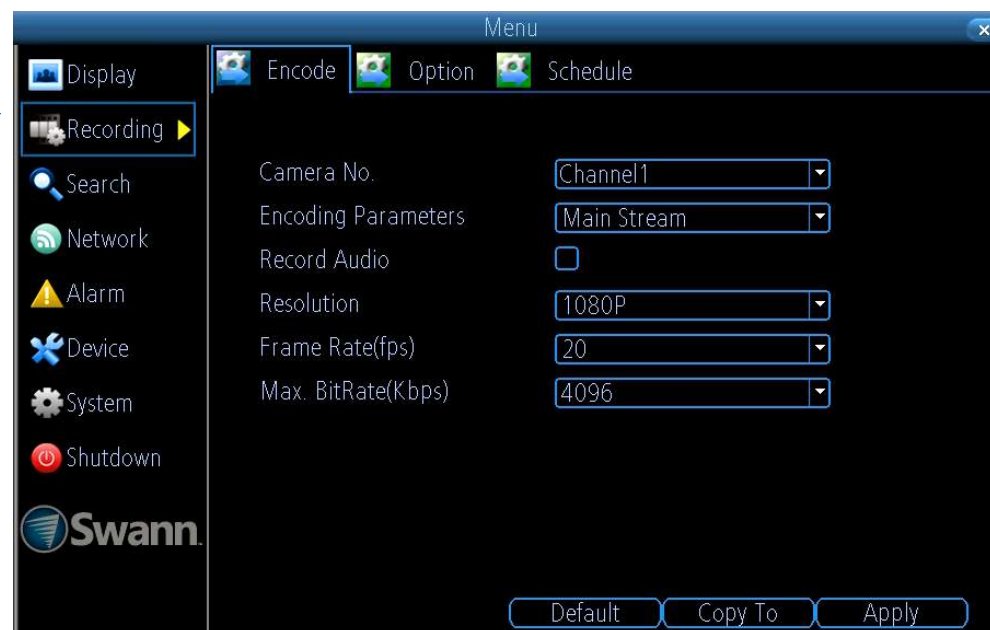 Menu
Display
Recording
Search
Network
Alarm
Device
System
Shutdown
Swann.
Encode Option Schedule
Camera No. Channel1
Encoding Parameters Main Stream
Record Audio
Resolution 1080P
Frame Rate(fps) 20
Max. BitRate(Kbps) 4096
Default Copy To Apply